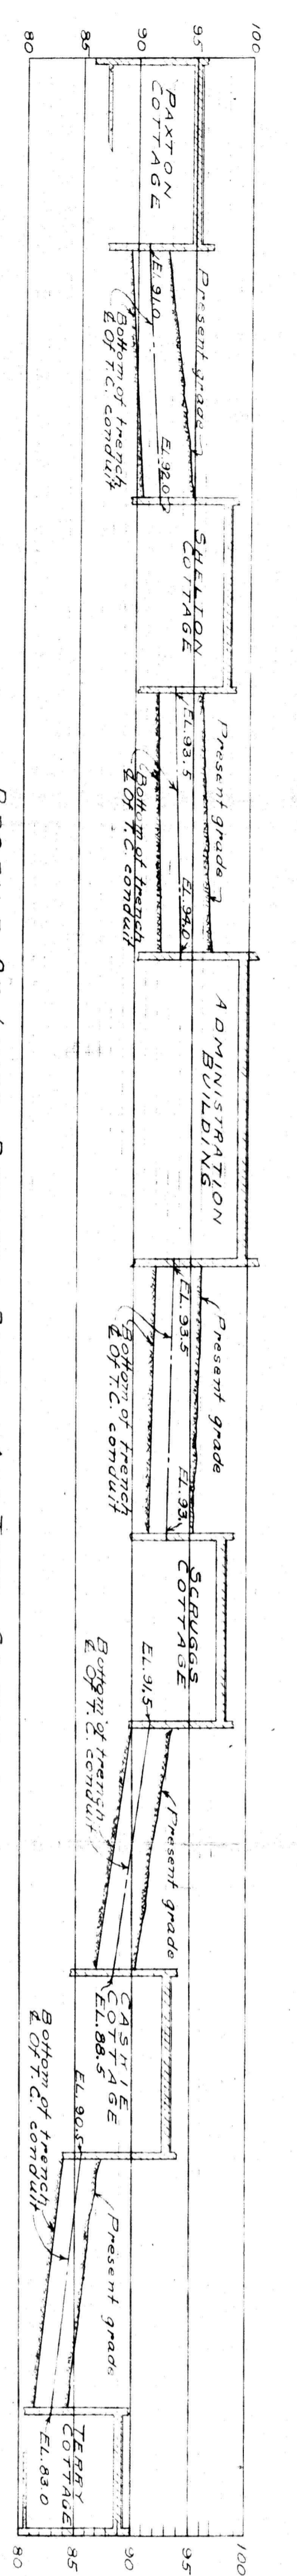 100
95
90
85
80
PAXTON
COTTAGE
Present grade
EL.91.0
EL.92.0
Bottom of trench
℄ Of T.C. conduit
SHELTON
COTTAGE
Present grade
EL.93.5
EL.94.0
Bottom of trench
℄ Of T.C. conduit
ADMINISTRATION
BUILDING
Present grade
EL.93.5
EL.93
Bottom of trench
℄ Of T.C. conduit
SCRUGGS
COTTAGE
EL.91.5
Present grade
Bottom of trench
℄ Of T.C. conduit
CASKIE
COTTAGE
EL.88.5
EL.90.5
Present grade
Bottom of trench
℄ Of T.C. conduit
TERRY
COTTAGE
EL.83.0
100
95
90
85
80